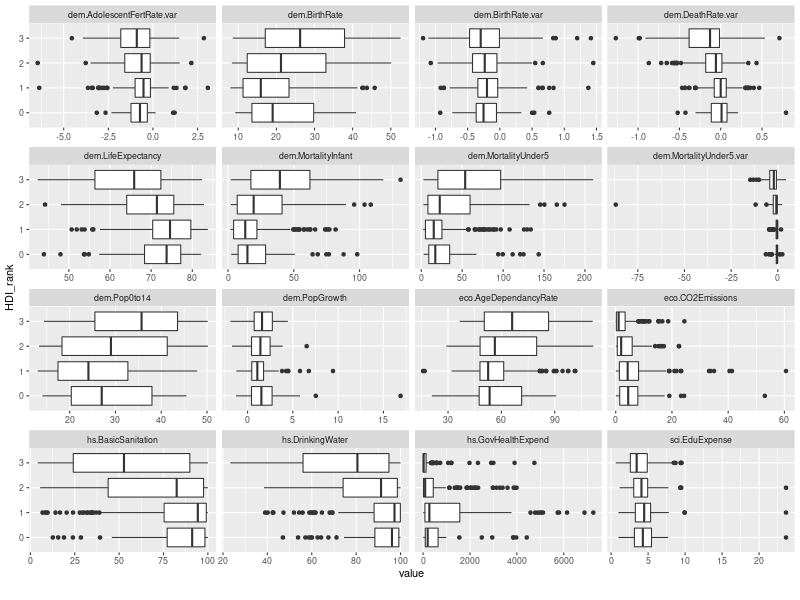 dem.AdolescentFertRate.var dem.BirthRate dem.BirthRate.var dem.DeathRate.var
3
2
1
0
-5.0 -2.5 0.0 2.5 10 20 30 40 50 -1.0 -0.5 0.0 0.5 1.0 1.5 -1.0 -0.5 0.0 0.5
dem.LifeExpectancy dem.MortalityInfant dem.MortalityUnder5 dem.MortalityUnder5.var
3
2
1
0
50 60 70 80 0 50 100 0 50 100 150 200 -75 -50 -25 0
HDI_rank
dem.Pop0to14 dem.PopGrowth eco.AgeDependancyRate eco.CO2Emissions
3
2
1
0
20 30 40 50 0 5 10 15 30 60 90 0 20 40 60
hs.BasicSanitation hs.DrinkingWater hs.GovHealthExpend sci.EduExpense
3
2
1
0
0 25 50 75 100 20 40 60 80 100 0 2000 4000 6000 0 5 10 15 20
value